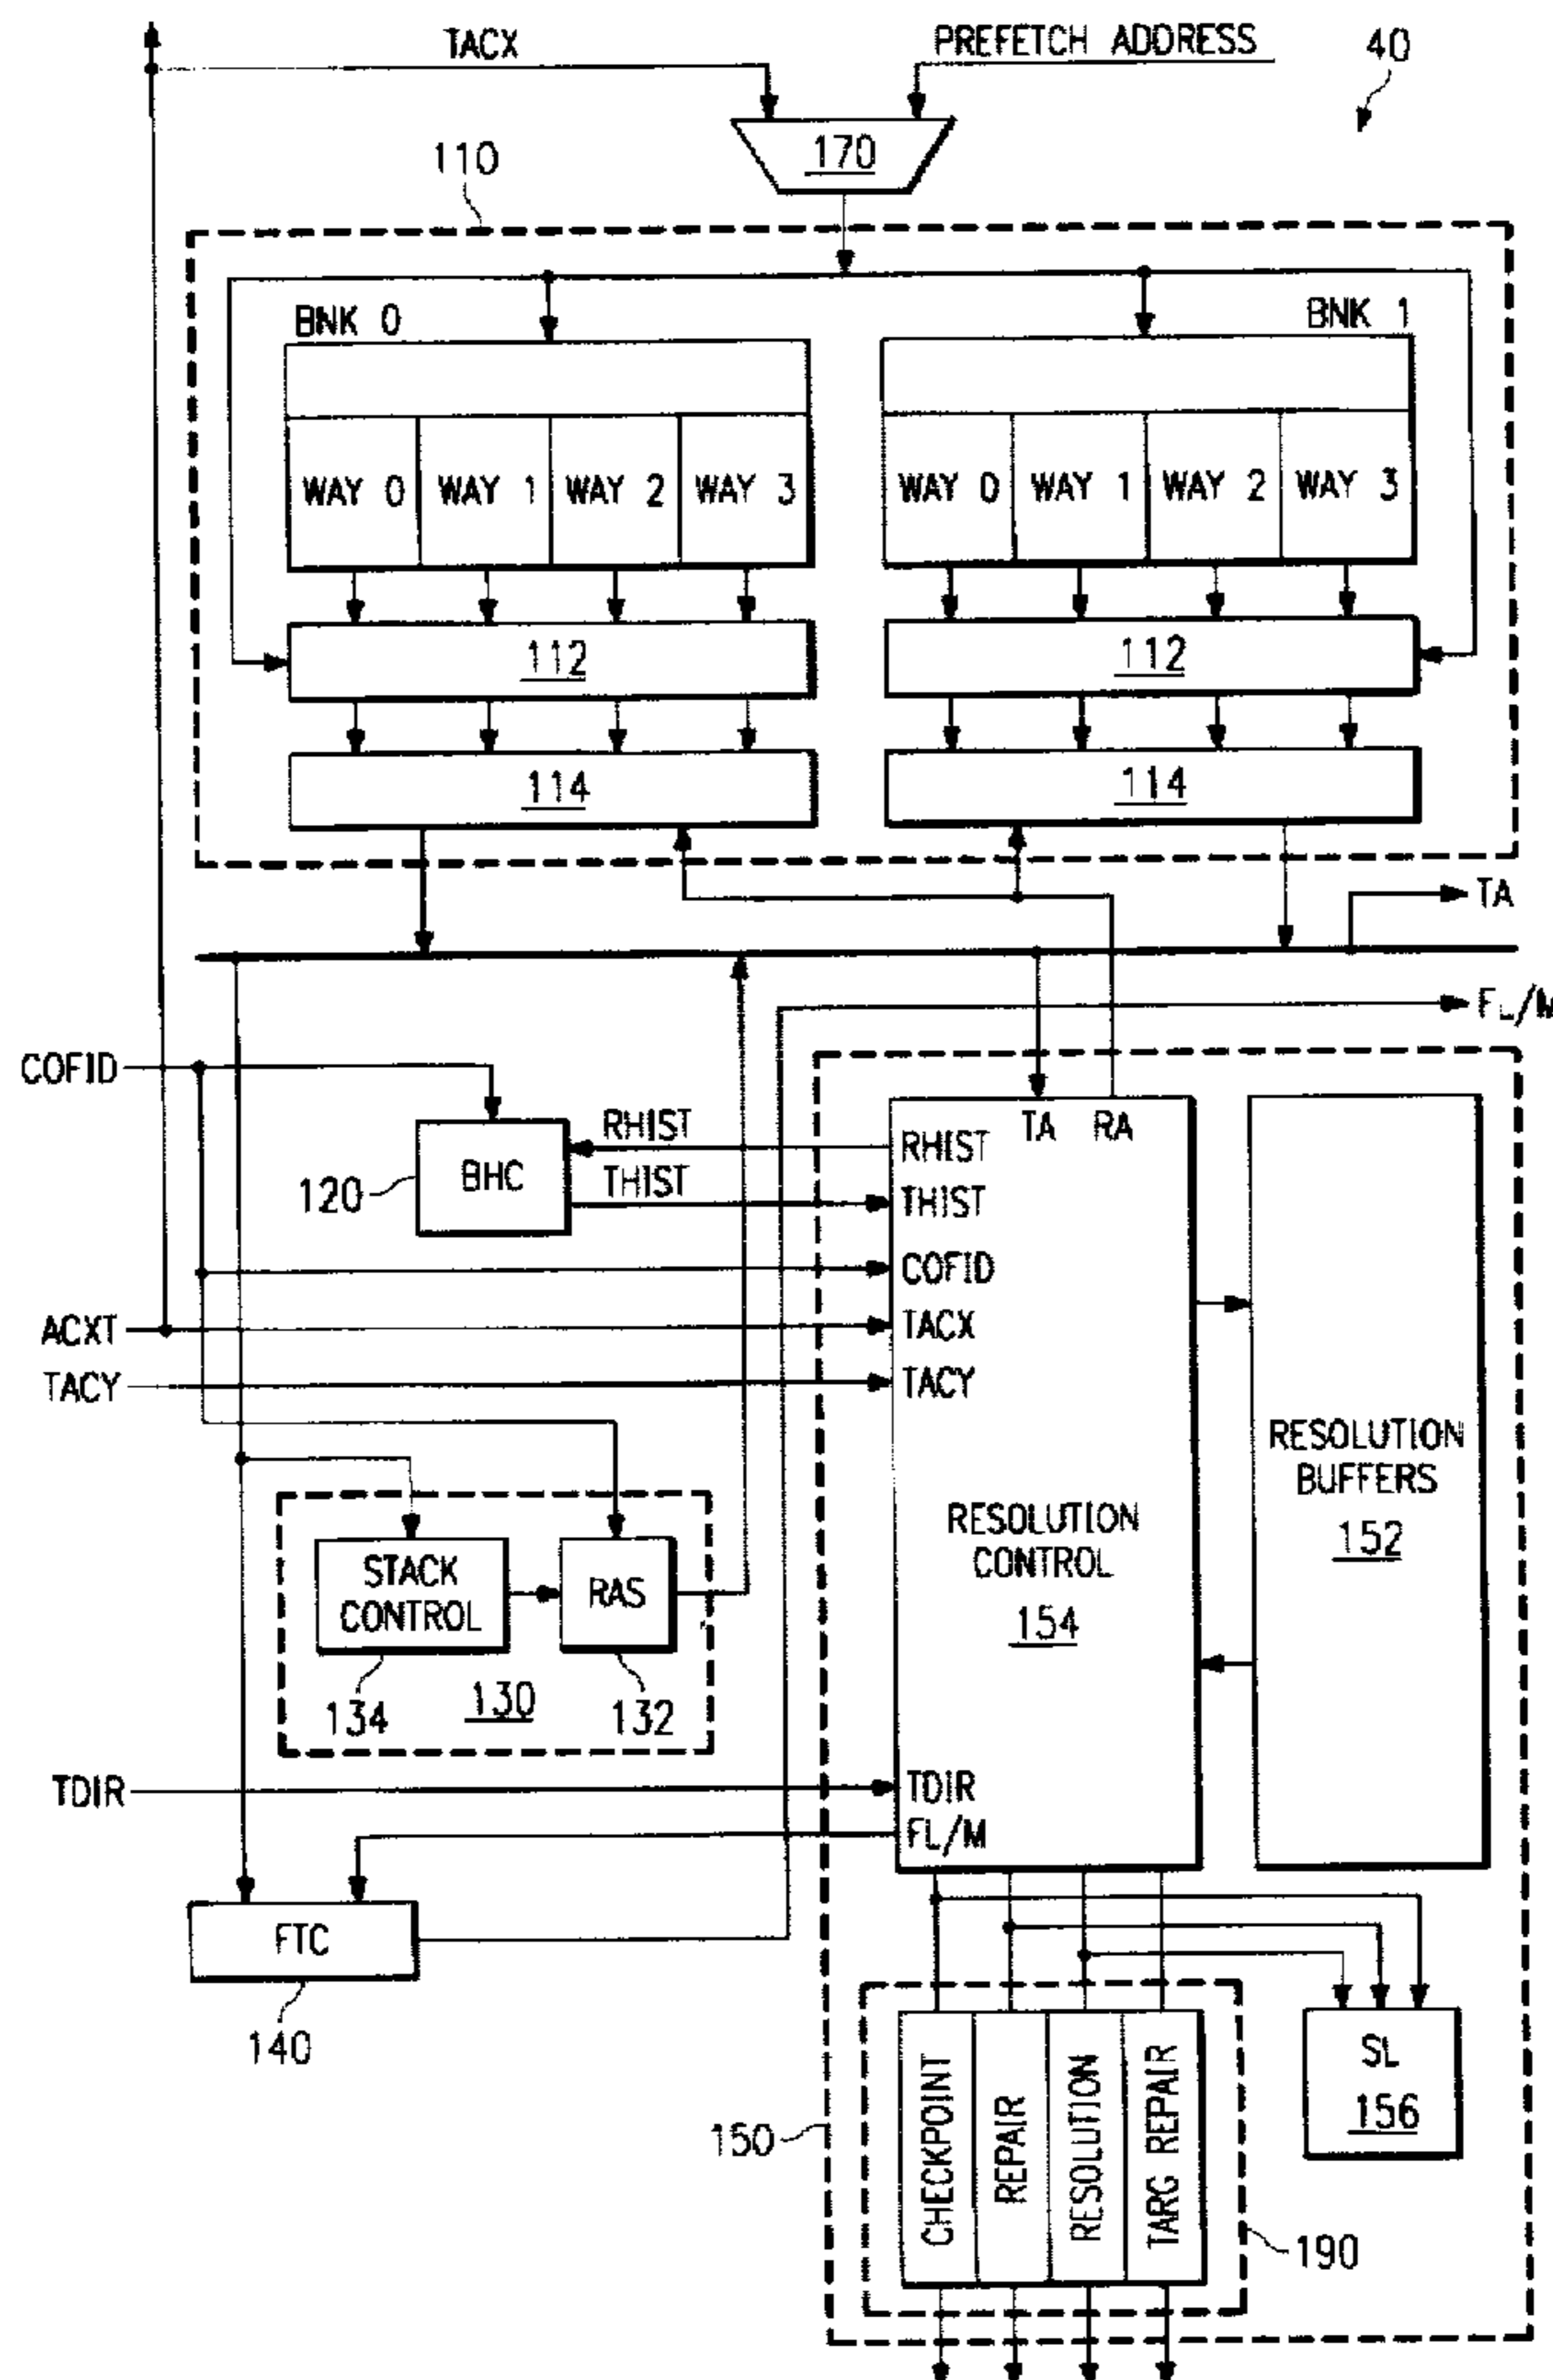 TACX
PREFETCH ADDRESS
40
110
170
BNK 0
BNK 1
WAY 0 WAY 1 WAY 2 WAY 3
WAY 0 WAY 1 WAY 2 WAY 3
112
112
114
114
TA
FL/M
COFID
TA RA
RHIST
RHIST
BHC
120
THIST
THIST
COFID
ACXT
TACX
TACY
TACY
RESOLUTION
BUFFERS
152
RESOLUTION
CONTROL
154
STACK
CONTROL
RAS
134
130
132
TDIR
TDIR
FL/M
FTC
140
SL
156
150
CHECKPOINT
REPAIR
RESOLUTION
TARG REPAIR
190